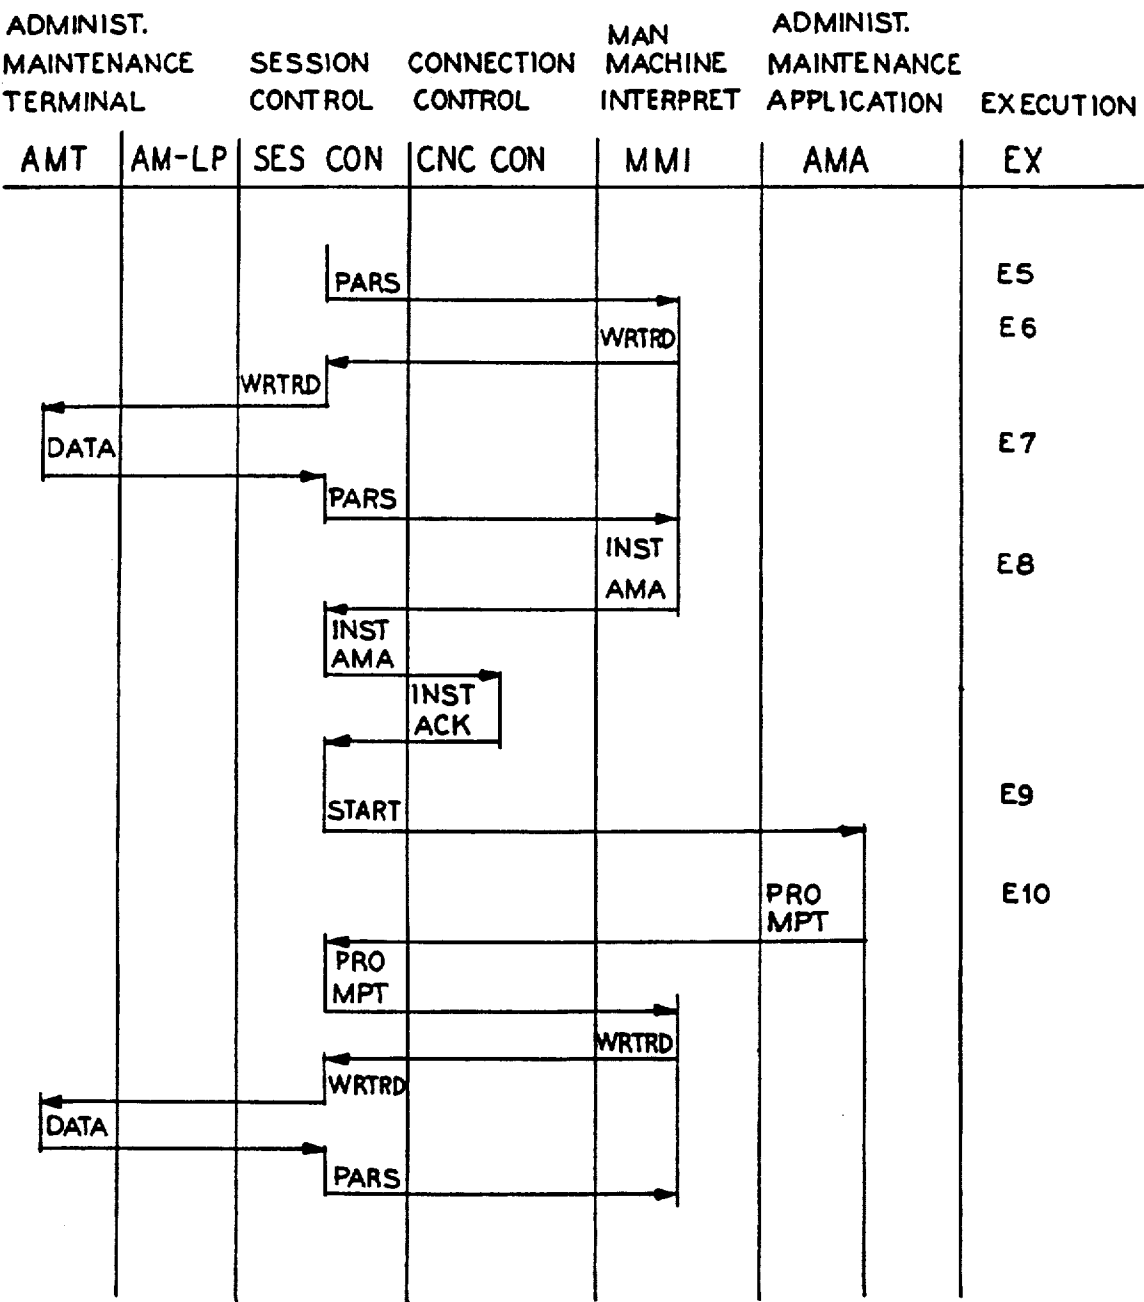 ADMINIST.
MAINTENANCE
TERMINAL
SESSION
CONTROL
CONNECTION
CONTROL
MAN
MACHINE
INTERPRET
ADMINIST.
MAINTENANCE
APPLICATION
EXECUTION
AMT AM-LP SES CON CNC CON MMI AMA EX
PARS E5
WRTRD E6
WRTRD
DATA E7
PARS
INST
AMA
E8
INST
AMA
INST
ACK
START E9
PRO
MPT
E10
PRO
MPT
WRTRD
WRTRD
DATA
PARS